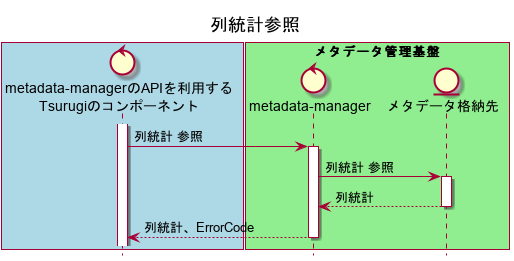 列統計参照
メタデータ管理基盤
metadata-managerのAPIを利用する
Tsurugiのコンポーネント
metadata-manager
メタデータ格納先
列統計 参照
列統計 参照
列統計
列統計、ErrorCode